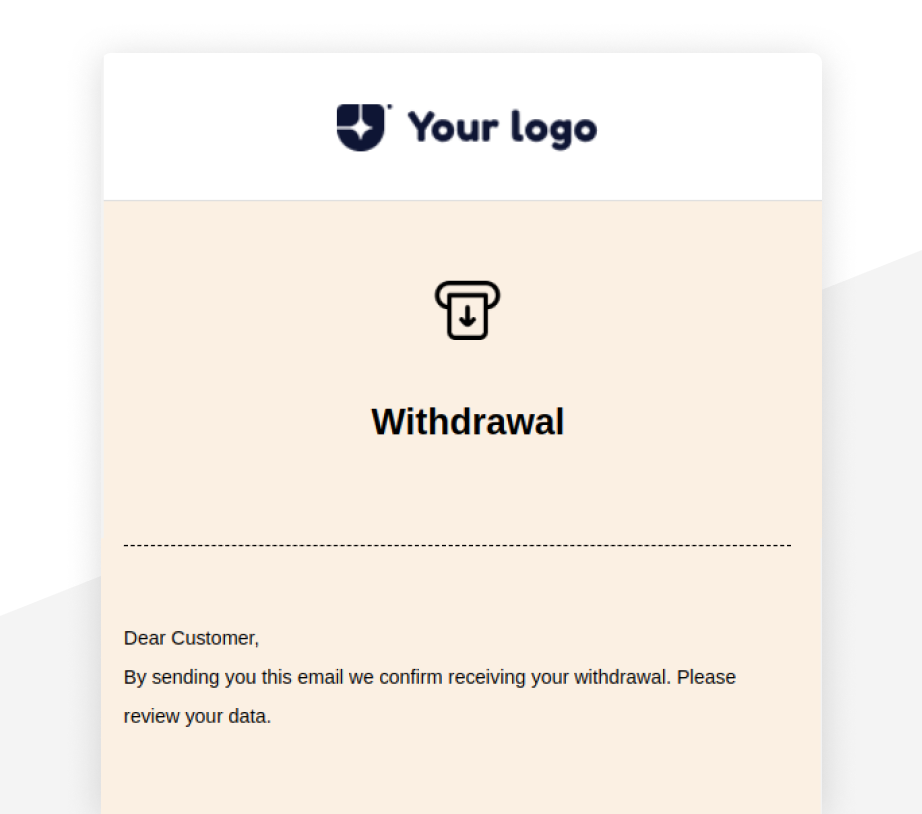 Your logo
Withdrawal
Dear Customer,
By sending you this email we confirm receiving your withdrawal. Please
review your data.